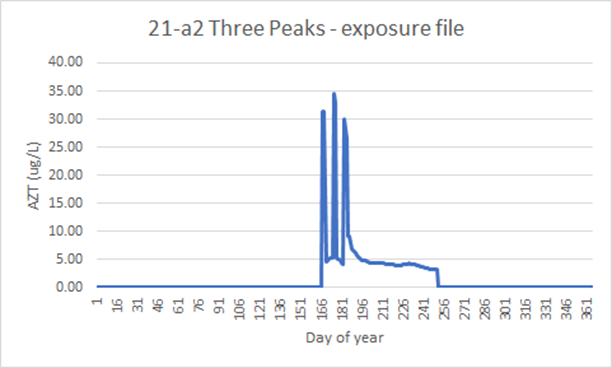 21-a2 Three Peaks - exposure file
40.00
35.00
30.00
25.00
20.00
15.00
10.00
5.00
0.00
AZT (ug/L)
1 16 31 46 61 76 91 106 121 136 151 166 181 196 211 226 241 256 271 286 301 316 331 346 361
Day of year